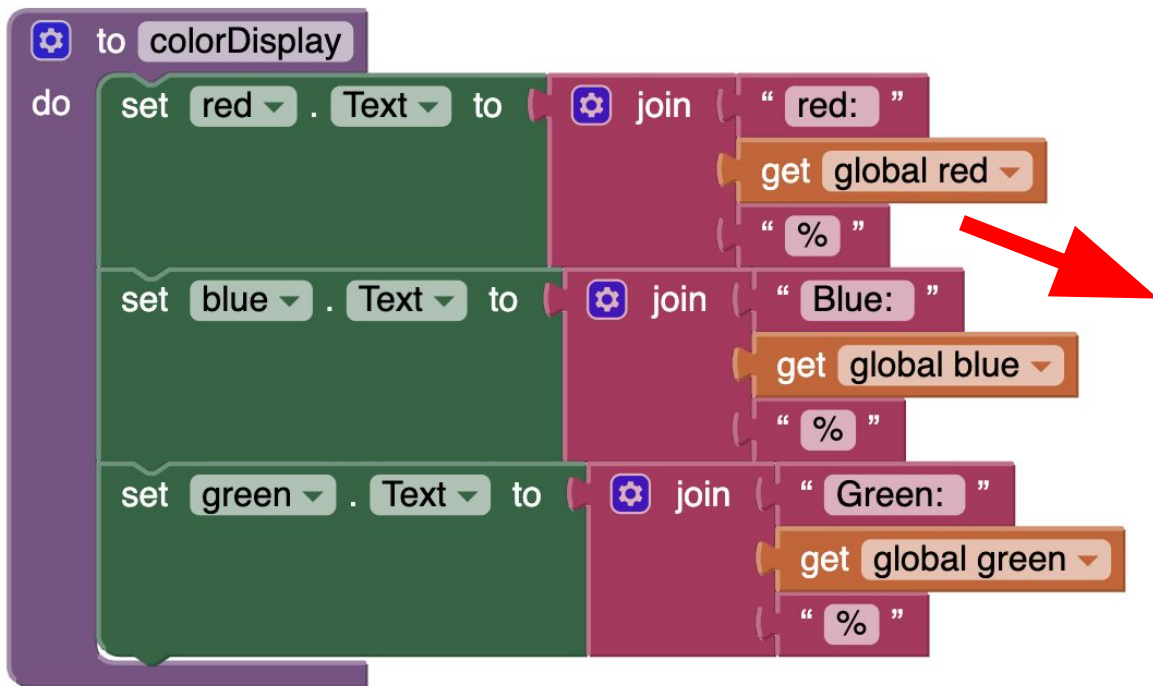 to colorDisplay
do set red . Text to join “ red: ”
get global red
“ % ”
set blue . Text to join “ Blue: ”
get global blue
“ % ”
set green . Text to join “ Green: ”
get global green
“ % ”